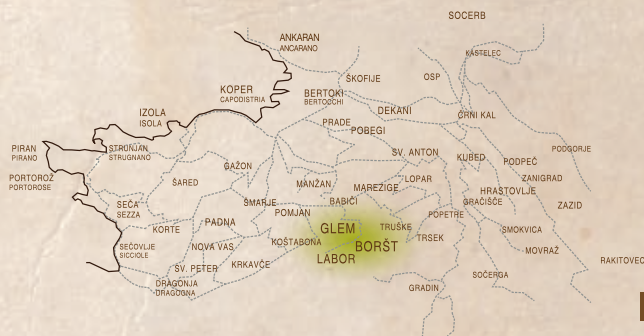 SOCERB
ANKARAN
ANCARANO
KASTELEC
ŠKOFIJE
OSP
KOPER
CAPODISTRIA
BERTOKI
BERTOCCHI
DEKANI
ČRNI KAL
IZOLA
ISOLA
PRADE
POBEGI
PIRAN
PIRANO
STRUNJAN
STRUGNANO
SV. ANTON
KUBED
PODPEČ
PODGORJE
GAŽON
PORTOROŽ
PORTOROSE
ŠARED
MANŽAN
MAREZIGE
LOPAR
ZANIGRAD
HRASTOVLJE
SEČA
SEZZA
ŠMARJE
BABIČI
GRAČIŠČE
ZAZID
POMJAN
POPETRE
PADNA
KORTE
GLEM
TRUŠKE
SMOKVICA
SEČOVLJE
SICCIOLE
NOVA VAS
KOŠTABONA
BORŠT
TREBK
MOVRAŽ
LABOR
RAKITOVEC
SV. PETER
KRKAVČE
SOČERGA
DRAGONJA
DRAGOGNA
GRADIN